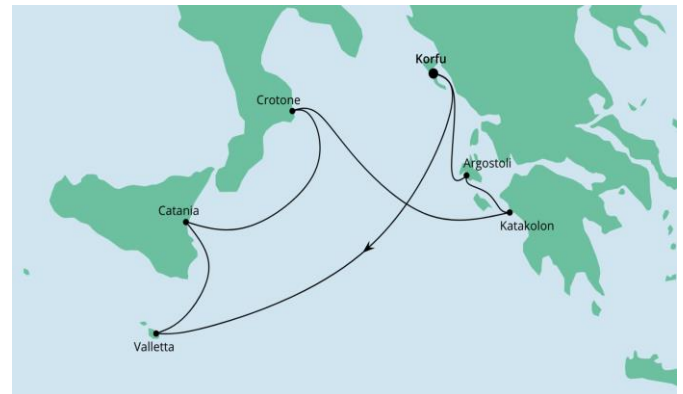 Korfu
Crotone
Argostoli
Catania
Katakolon
Valletta